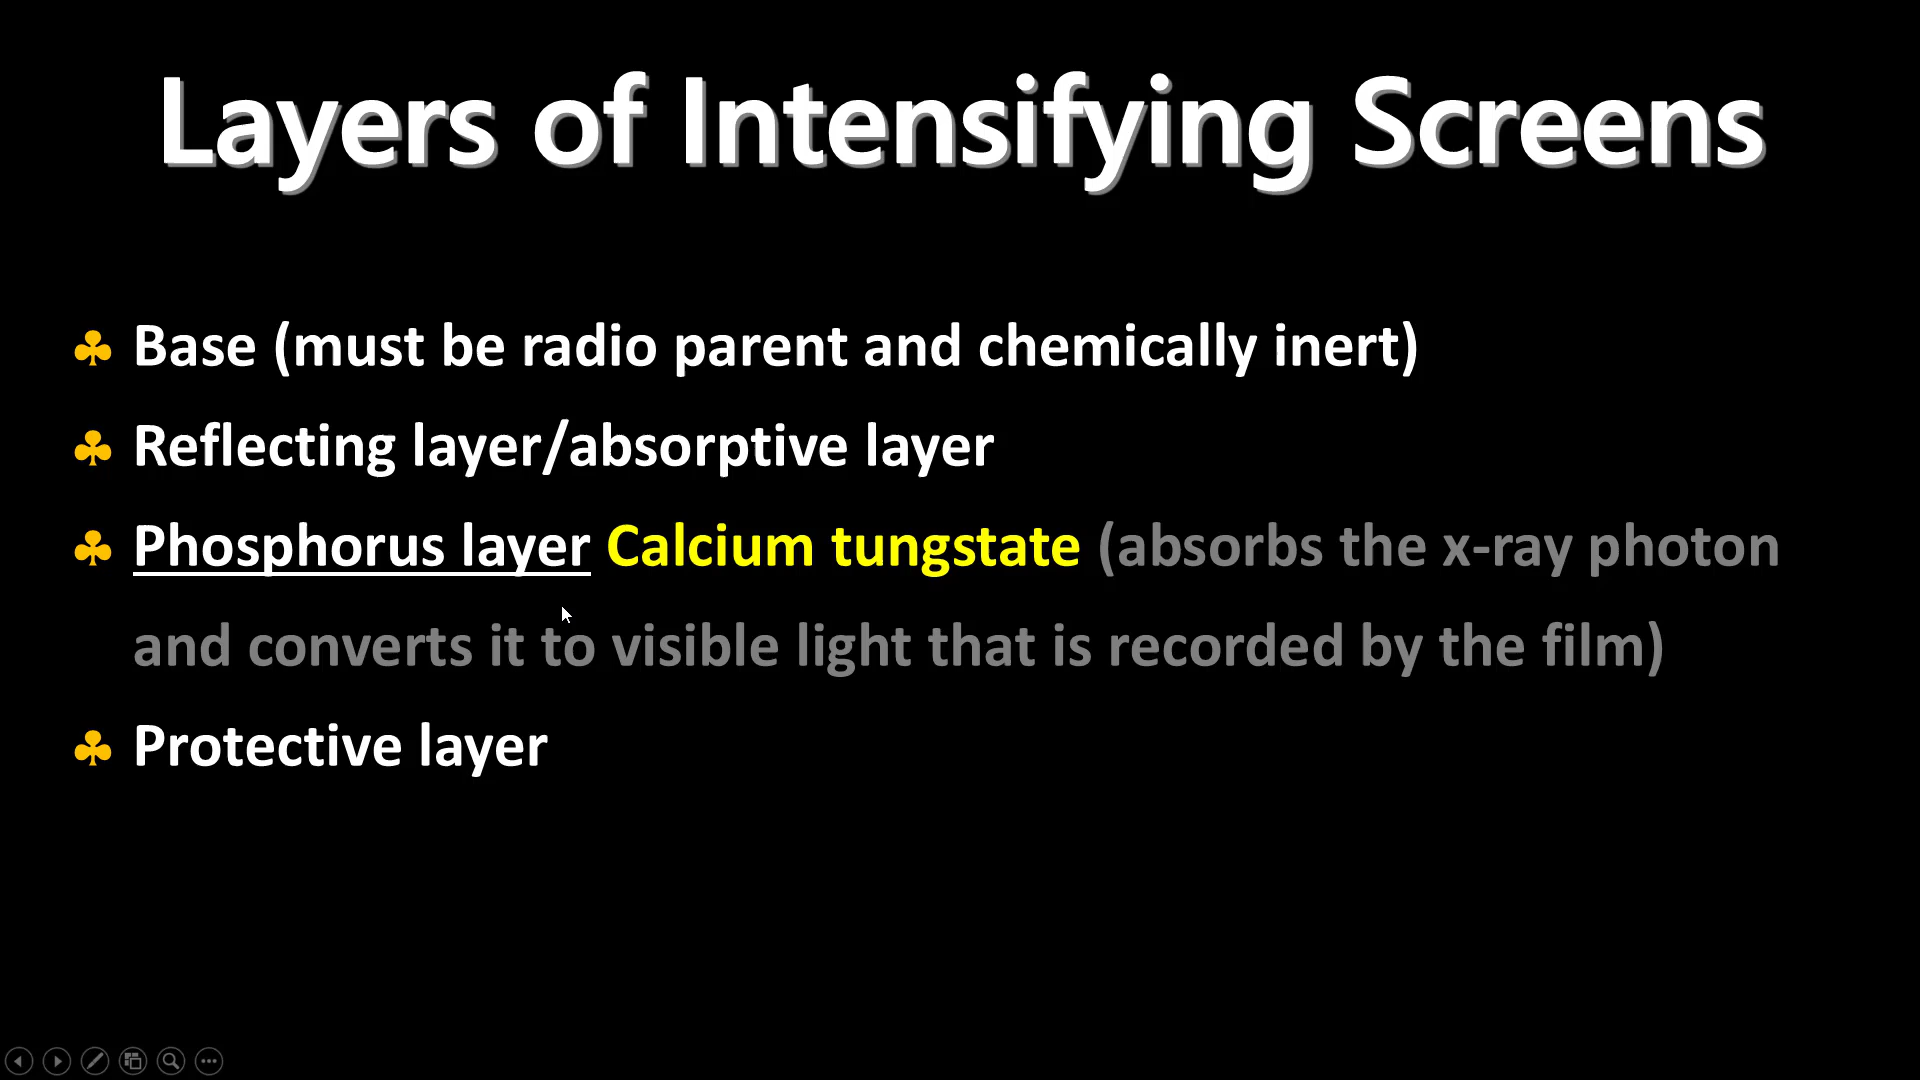 Layers of Intensifying Screens
♣ Base (must be radio parent and chemically inert)
♣ Reflecting layer/absorptive layer
♣ Phosphorus layer Calcium tungstate (absorbs the x-ray photon
and converts it to visible light that is recorded by the film)
♣ Protective layer